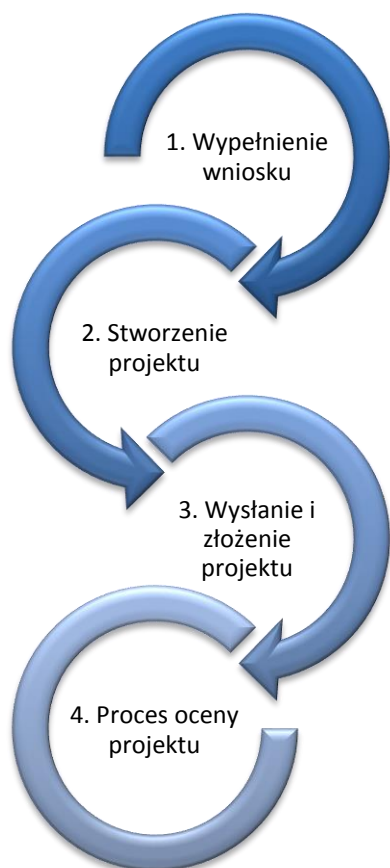 1. Wypełnienie
wniosku
2. Stworzenie
projektu
3. Wysłanie i
złożenie
projektu
4. Proces oceny
projektu